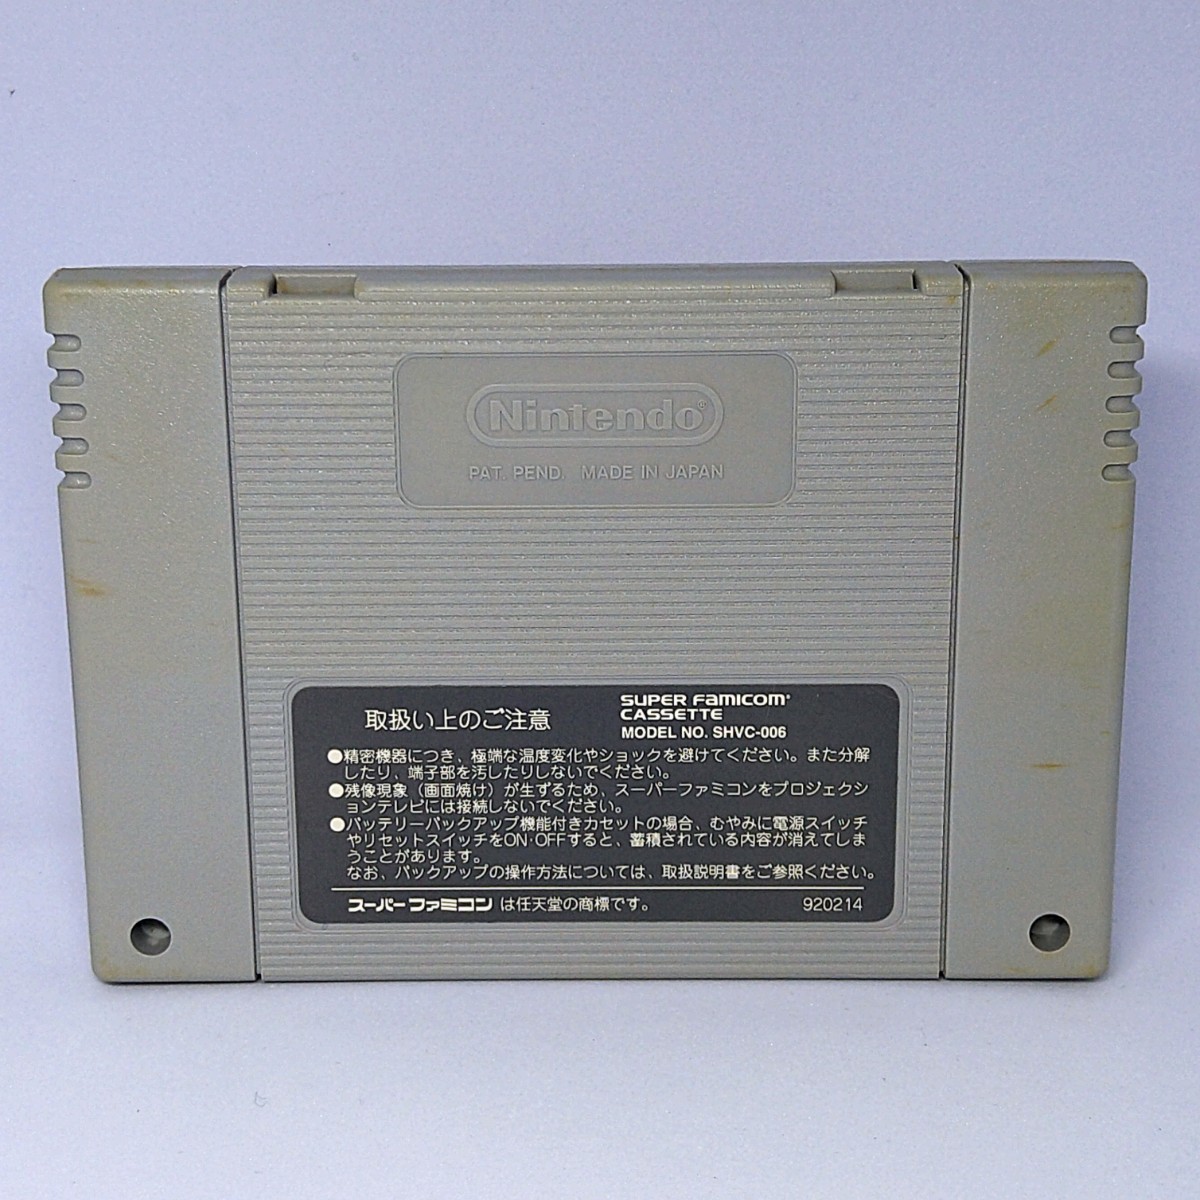 Nintendo®
PAT. PEND. MADE IN JAPAN
取扱い上のご注意
SUPER FAMICOM®
CASSETTE
MODEL NO. SHVC-006
●精密機器につき、極端な温度変化やショックを避けてください。また分解
したり、端子部を汚したりしないでください。
●残像現象（画面焼け）が生ずるため、スーパーファミコンをプロジェクシ
ョンテレビには接続しないでください。
●バッテリーバックアップ機能付きカセットの場合、むやみに電源スイッチ
やリセットスイッチをON･OFFすると、蓄積されている内容が消えてしま
うことがあります。
なお、バックアップの操作方法については、取扱説明書をご参照ください。
スーパーファミコン は任天堂の商標です。
920214